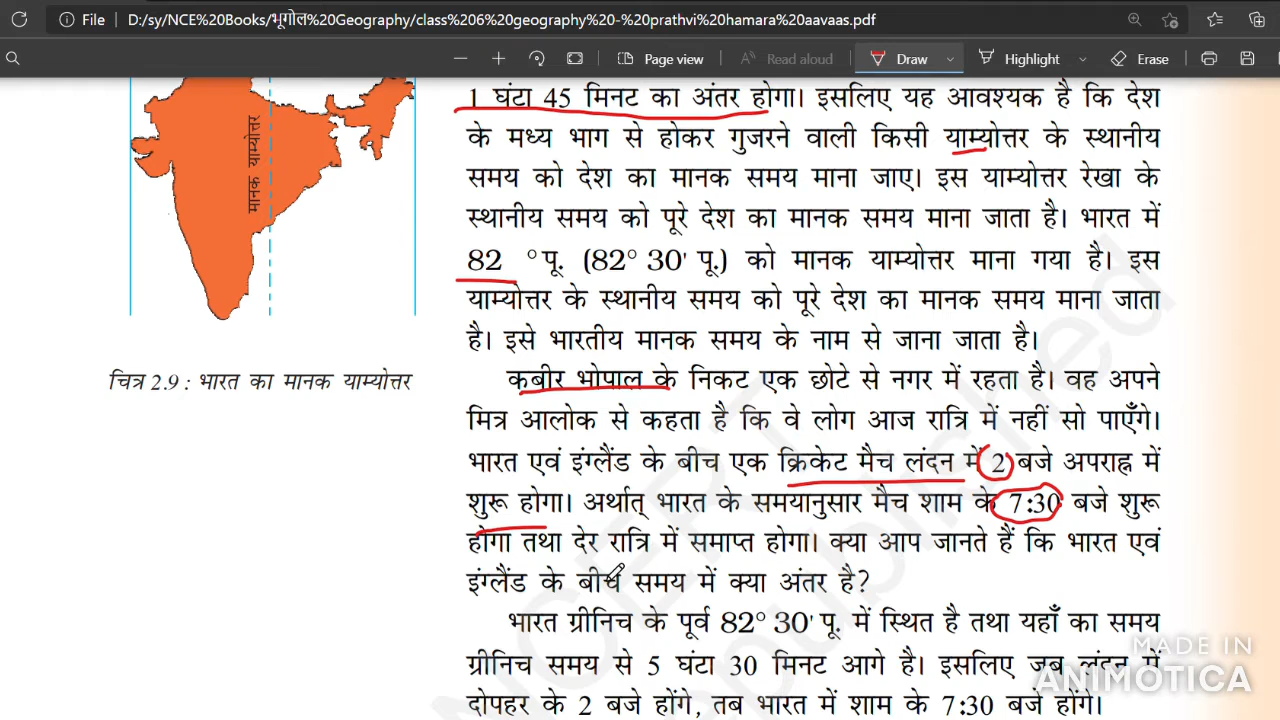 File D:/sy/NCE%20Books/भूगोल%20Geography/class%206%20geography%20-%20prathvi%20hamara%20aavaas.pdf
Page view
Read aloud
Draw
Highlight
Erase
मानक याम्योत्तर
चित्र 2.9 : भारत का मानक याम्योत्तर
1 घंटा 45 मिनट का अंतर होगा। इसलिए यह आवश्यक है कि देश
के मध्य भाग से होकर गुजरने वाली किसी याम्योत्तर के स्थानीय
समय को देश का मानक समय माना जाए। इस याम्योत्तर रेखा के
स्थानीय समय को पूरे देश का मानक समय माना जाता है। भारत में
82 °पू. (82° 30' पू.) को मानक याम्योत्तर माना गया है। इस
याम्योत्तर के स्थानीय समय को पूरे देश का मानक समय माना जाता
है। इसे भारतीय मानक समय के नाम से जाना जाता है।
कबीर भोपाल के निकट एक छोटे से नगर में रहता है। वह अपने
मित्र आलोक से कहता है कि वे लोग आज रात्रि में नहीं सो पाएँगे।
भारत एवं इंग्लैंड के बीच एक क्रिकेट मैच लंदन में 2 बजे अपराह्न में
शुरू होगा। अर्थात् भारत के समयानुसार मैच शाम के 7:30 बजे शुरू
होगा तथा देर रात्रि में समाप्त होगा। क्या आप जानते हैं कि भारत एवं
इंग्लैंड के बीच समय में क्या अंतर है?
भारत ग्रीनिच के पूर्व 82° 30' पू. में स्थित है तथा यहाँ का समय
ग्रीनिच समय से 5 घंटा 30 मिनट आगे है। इसलिए जब लंदन में
दोपहर के 2 बजे होंगे, तब भारत में शाम के 7:30 बजे होंगे।
MADE IN
ANIMOTICA